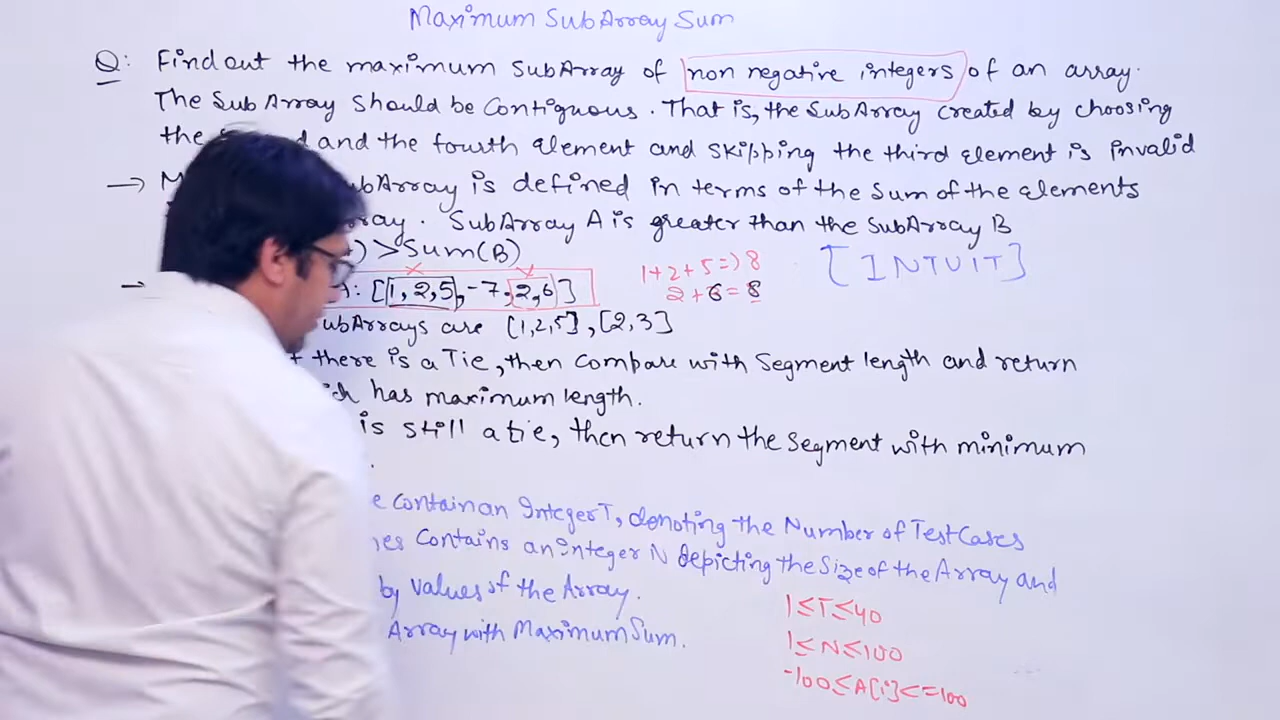 Maximum SubArray Sum
Q: Find out the maximum SubArray of non negative integers of an array.
The SubArray should be Contiguous. That is, the SubArray created by choosing
the and the fourth element and skipping the third element is invalid
→ Array is defined in terms of the Sum of the elements
SubArray A is greater than the SubArray B
) > Sum(B)
[INTUIT]
1+2+5=)8
2+6=8
: [1, 2, 5, -7, 2, 6]
ubArrays are [1,2,5], [2,3]
there is a Tie, then Compare with Segment length and return
has maximum length.
is still a tie, then return the Segment with minimum
Contain an Integer T, denoting the Number of TestCases
Contains an integer N depicting the Size of the Array and
by values of the Array.
Array with Maximum Sum.
1≤T≤40
1≤N≤100
-100≤A[i]<=100